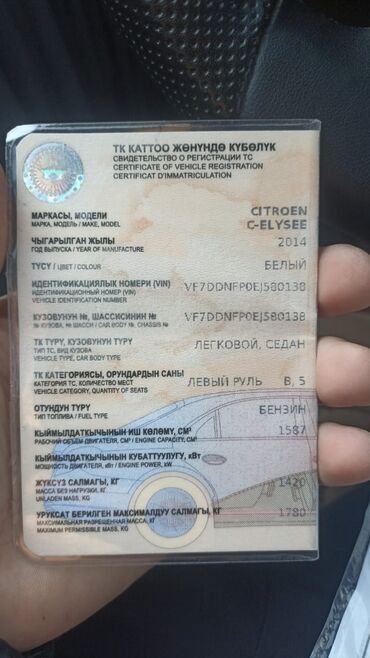 ТК КАТТОО ЖӨНҮНДӨ КҮБӨЛҮК
СВИДЕТЕЛЬСТВО О РЕГИСТРАЦИИ ТС
CERTIFICATE OF VEHICLE REGISTRATION
CERTIFICAT D'IMMATRICULATION
МАРКАСЫ, МОДЕЛИ
МАРКА, МОДЕЛЬ / MAKE, MODEL
CITROEN
C-ELYSEE
ЧЫГАРЫЛГАН ЖЫЛЫ
ГОД ВЫПУСКА / YEAR OF MANUFACTURE
2014
ТҮСҮ / ЦВЕТ / COLOUR
БЕЛЫЙ
ИДЕНТИФИКАЦИЯЛЫК НОМЕРИ (VIN)
ИДЕНТИФИКАЦИОННЫЙ НОМЕР (VIN)
VEHICLE IDENTIFICATION NUMBER
VF7DDNFP0EJ580138
КУЗОВУНУН №, ШАССИСИНИН №
№ КУЗОВА, № ШАССИ / CAR BODY №, CHASSIS №
VF7DDNFP0EJ580138
ТК ТҮРҮ, КУЗОВУНУН ТҮРҮ
ТИП ТС, ВИД КУЗОВА
VEHICLE TYPE, CAR BODY TYPE
ЛЕГКОВОЙ, СЕДАН
ТК КАТЕГОРИЯСЫ, ОРУНДАРДЫН САНЫ
КАТЕГОРИЯ ТС, КОЛИЧЕСТВО МЕСТ
VEHICLE CATEGORY, QUANTITY OF SEATS
ЛЕВЫЙ РУЛЬ B, 5
ОТУНДУН ТҮРҮ
ТИП ТОПЛИВА / FUEL TYPE
БЕНЗИН
КЫЙМЫЛДАТКЫЧЫНЫН ИШ КӨЛӨМҮ, СМ³
РАБОЧИЙ ОБЪЕМ ДВИГАТЕЛЯ, СМ³ / ENGINE CAPACITY, CM³
1587
КЫЙМЫЛДАТКЫЧЫНЫН КУБАТТУУЛУГУ, кВт
МОЩНОСТЬ ДВИГАТЕЛЯ, кВт / ENGINE POWER, kW
ЖҮКСҮЗ САЛМАГЫ, КГ
МАССА БЕЗ НАГРУЗКИ, КГ
UNLADEN MASS, KG
1420
УРУКСАТ БЕРИЛГЕН МАКСИМАЛДУУ САЛМАГЫ, КГ
МАКСИМАЛЬНАЯ РАЗРЕШЕННАЯ МАССА, КГ
MAXIMUM PERMISSIBLE MASS, KG
1780